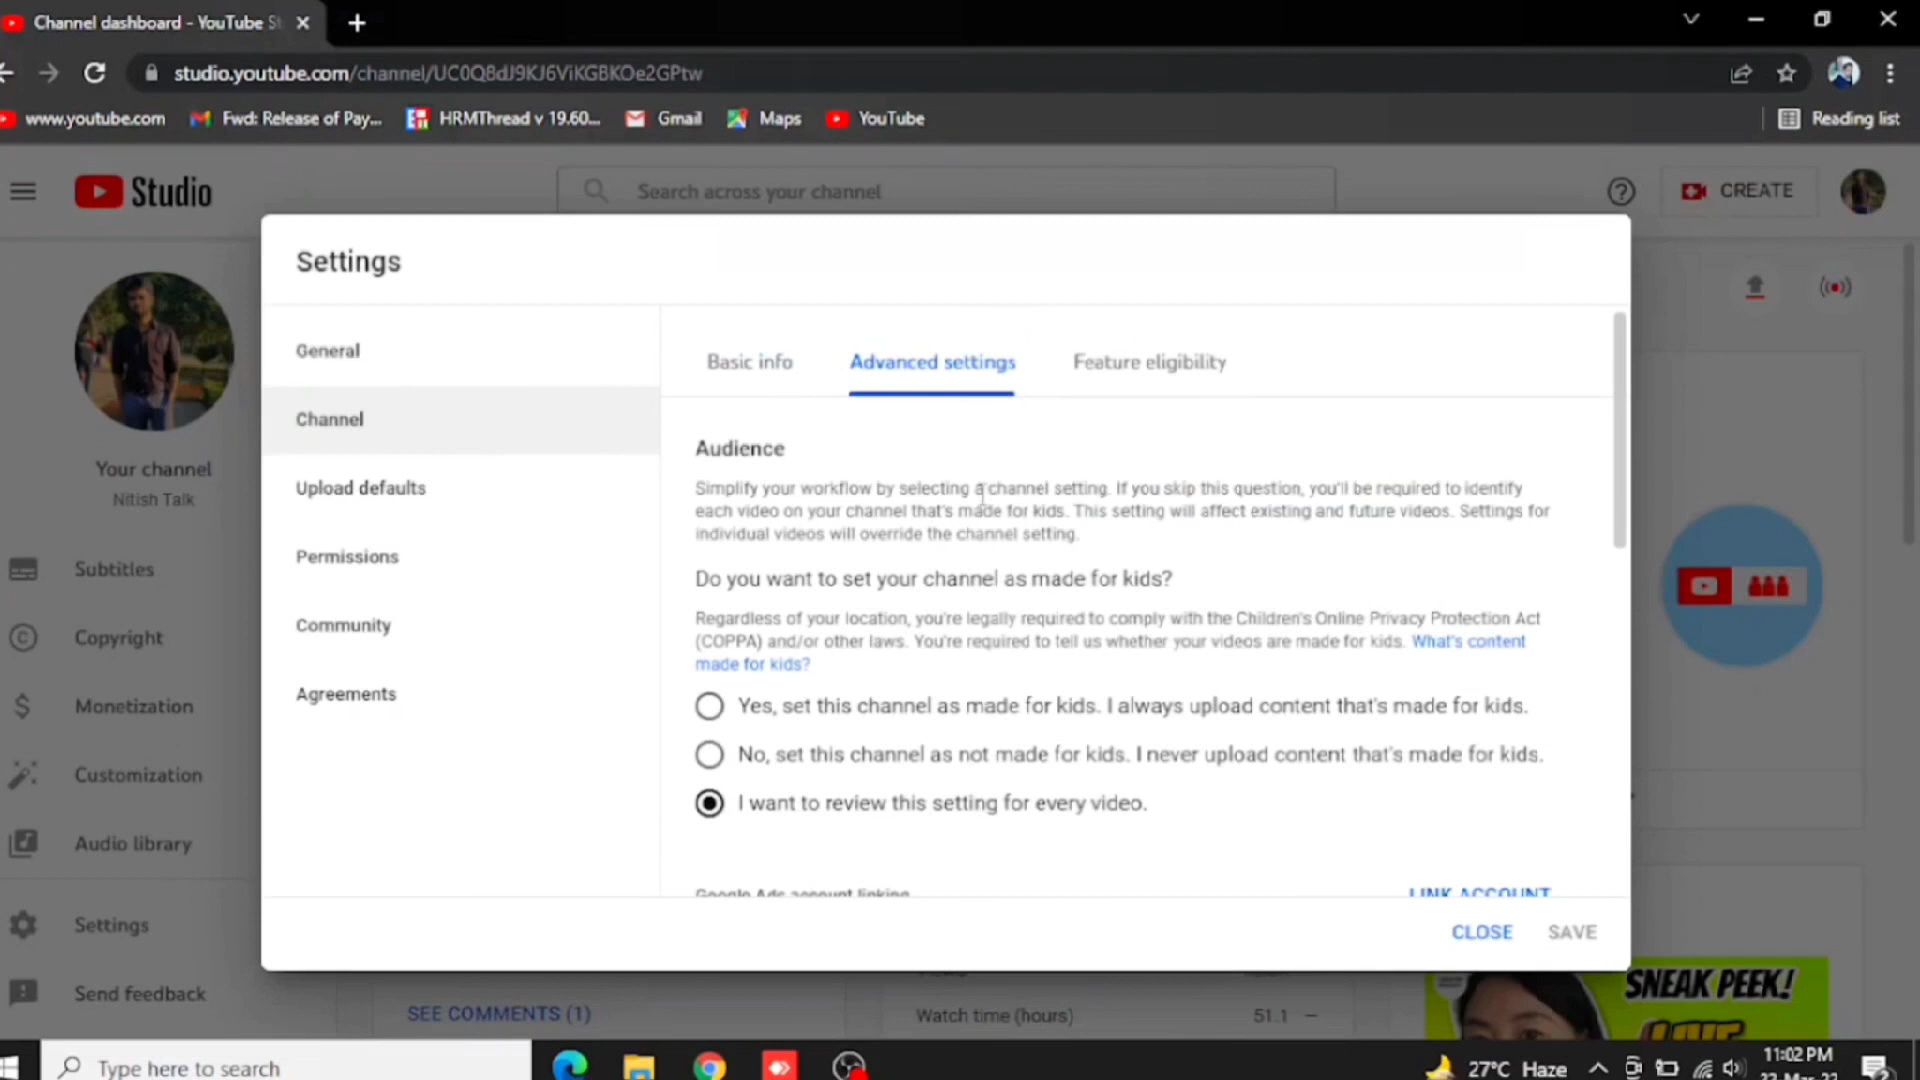 Channel dashboard - YouTube St
studio.youtube.com/channel/UC0Q8dJ9KJ6ViKGBKOe2GPtw
www.youtube.com
Fwd: Release of Pay...
HRMThread v 19.60...
Gmail
Maps
YouTube
Reading list
Studio
Search across your channel
CREATE
Settings
General
Channel
Upload defaults
Permissions
Community
Agreements
Basic info
Advanced settings
Feature eligibility
Audience
Simplify your workflow by selecting a channel setting. If you skip this question, you'll be required to identify
each video on your channel that's made for kids. This setting will affect existing and future videos. Settings for
individual videos will override the channel setting.
Do you want to set your channel as made for kids?
Regardless of your location, you're legally required to comply with the Children's Online Privacy Protection Act
(COPPA) and/or other laws. You're required to tell us whether your videos are made for kids. What's content
made for kids?
Yes, set this channel as made for kids. I always upload content that's made for kids.
No, set this channel as not made for kids. I never upload content that's made for kids.
I want to review this setting for every video.
Google Ads account linking
LINK ACCOUNT
CLOSE
SAVE
Your channel
Nitish Talk
Subtitles
Copyright
Monetization
Customization
Audio library
Settings
Send feedback
SEE COMMENTS (1)
Watch time (hours)
51.1 —
SNEAK PEEK!
Type here to search
27°C Haze
11:02 PM